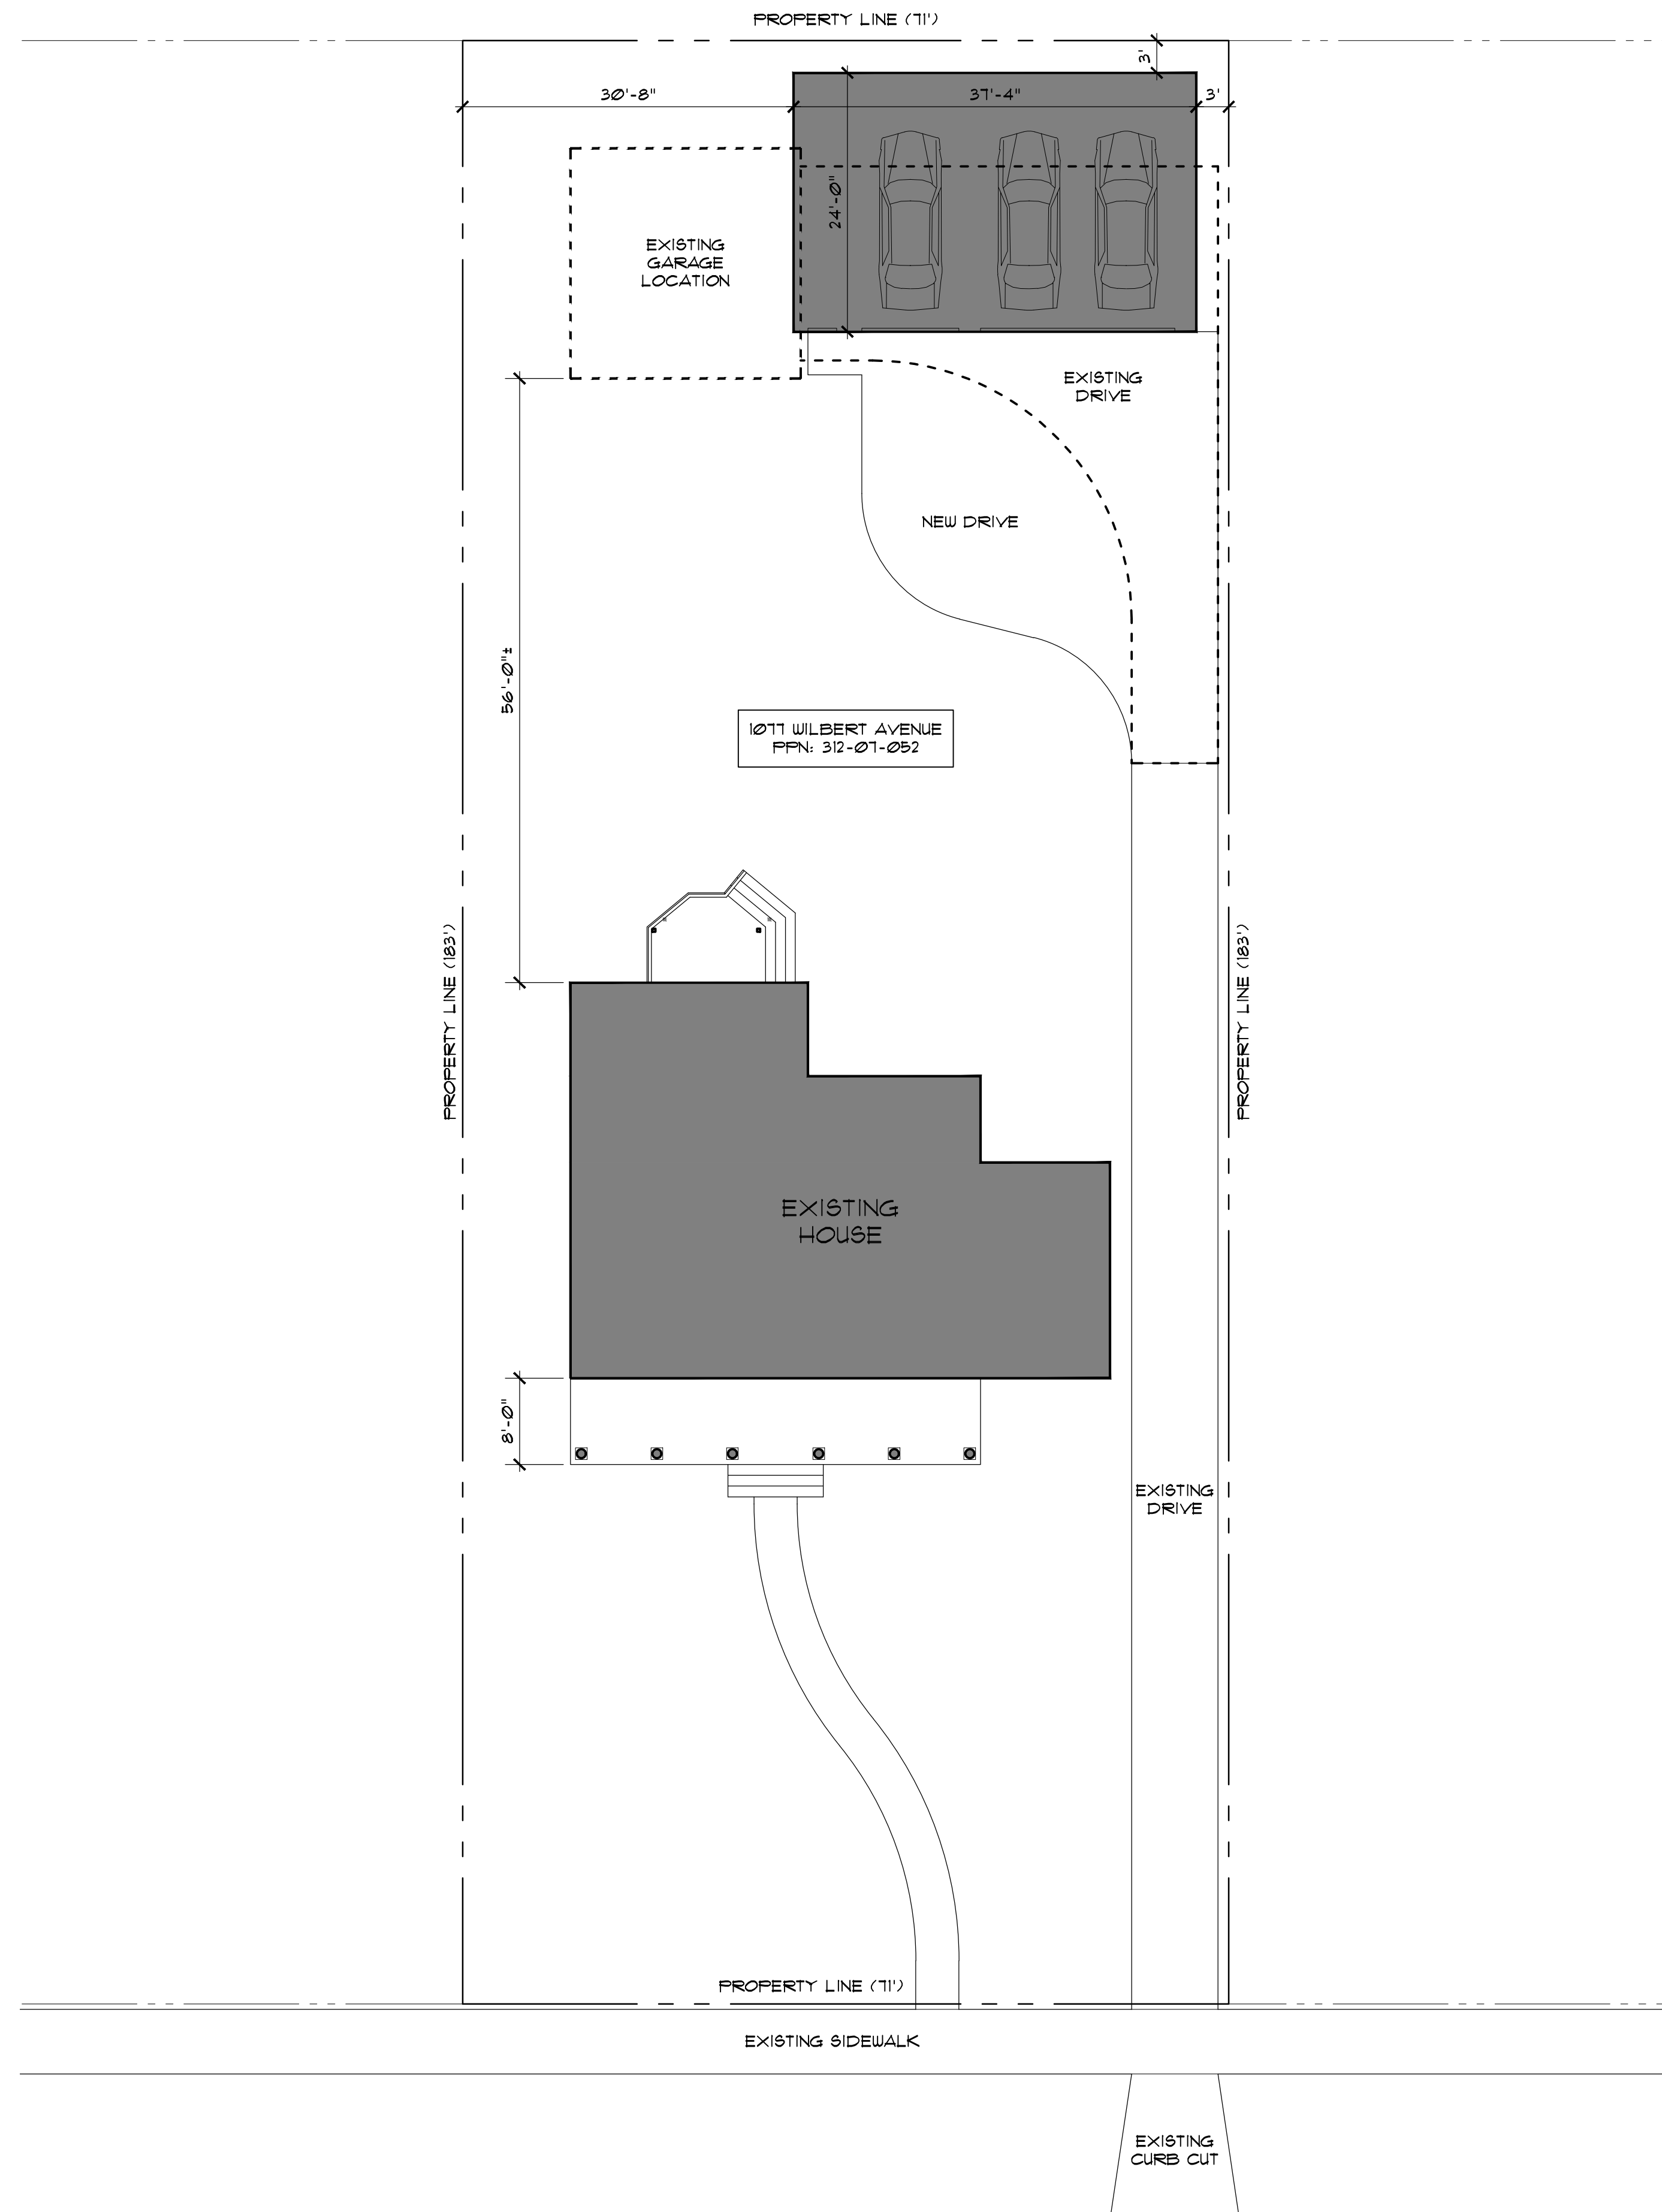 PROPERTY LINE (71')
3'
30'-8"
37'-4"
3'
24'-0"
EXISTING
GARAGE
LOCATION
EXISTING
DRIVE
NEW DRIVE
56'-0"±
1077 WILBERT AVENUE
PPN: 312-07-052
PROPERTY LINE (183')
PROPERTY LINE (183')
EXISTING
HOUSE
8'-0"
EXISTING
DRIVE
PROPERTY LINE (71')
EXISTING SIDEWALK
EXISTING
CURB CUT